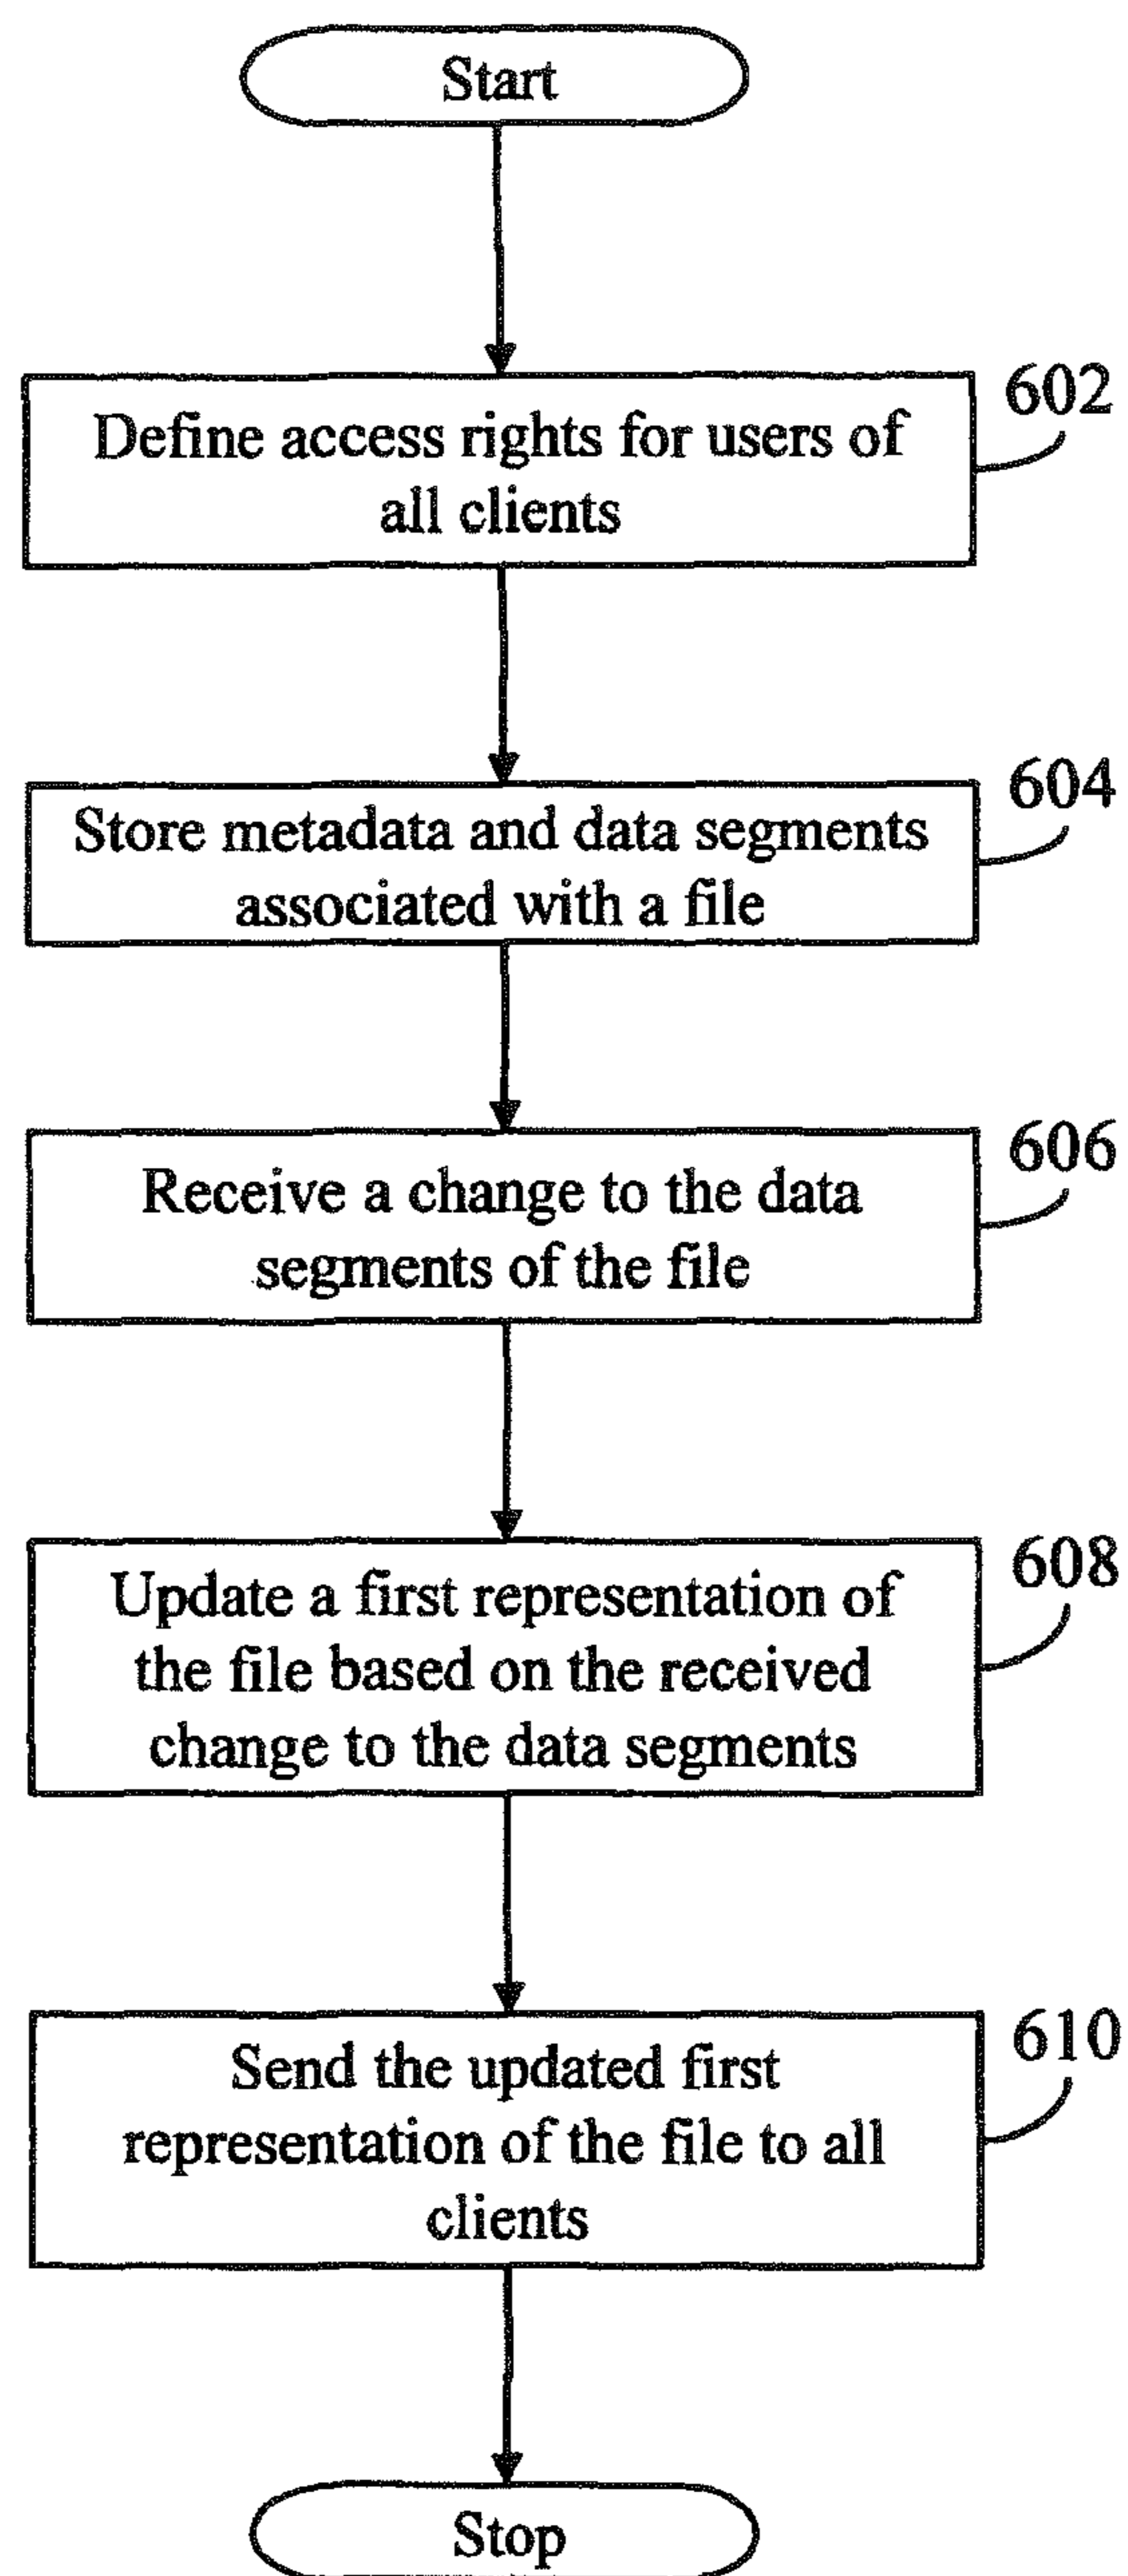 Start
602
Define access rights for users of
all clients
604
Store metadata and data segments
associated with a file
606
Receive a change to the data
segments of the file
608
Update a first representation of
the file based on the received
change to the data segments
610
Send the updated first
representation of the file to all
clients
Stop